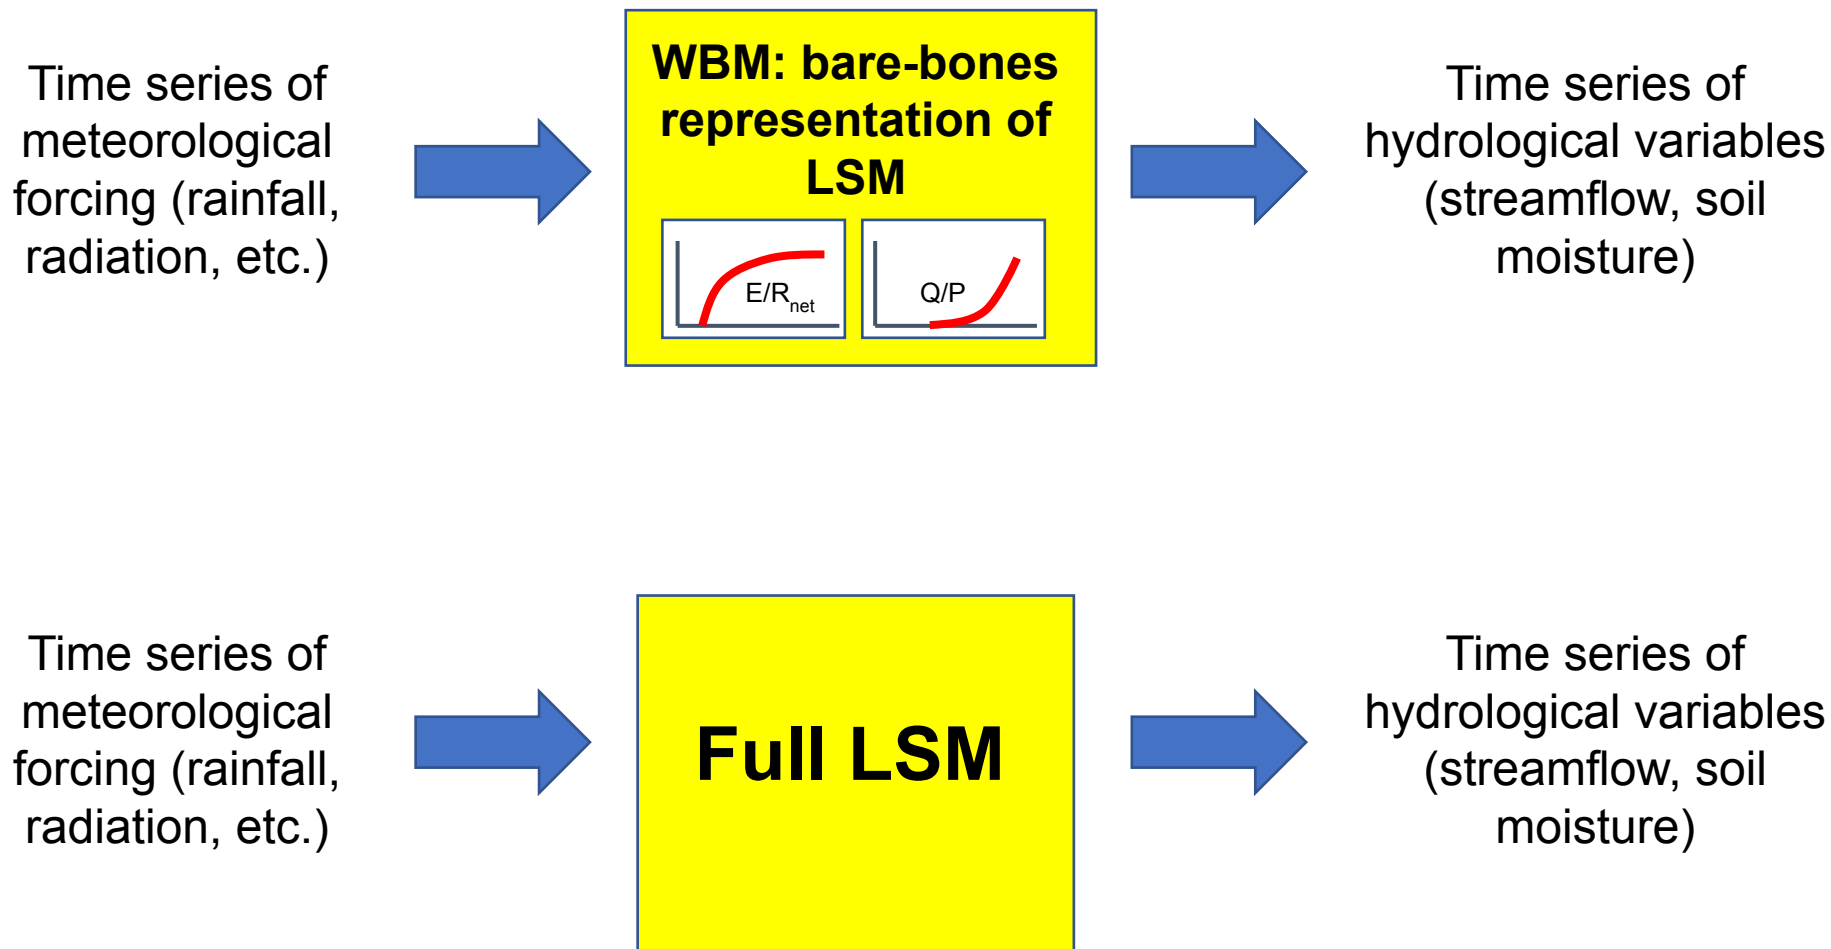 Time series of
meteorological
forcing (rainfall,
radiation, etc.)
WBM: bare-bones
representation of
LSM
E/Rnet
Q/P
Time series of
hydrological variables
(streamflow, soil
moisture)
Time series of
meteorological
forcing (rainfall,
radiation, etc.)
Full LSM
Time series of
hydrological variables
(streamflow, soil
moisture)